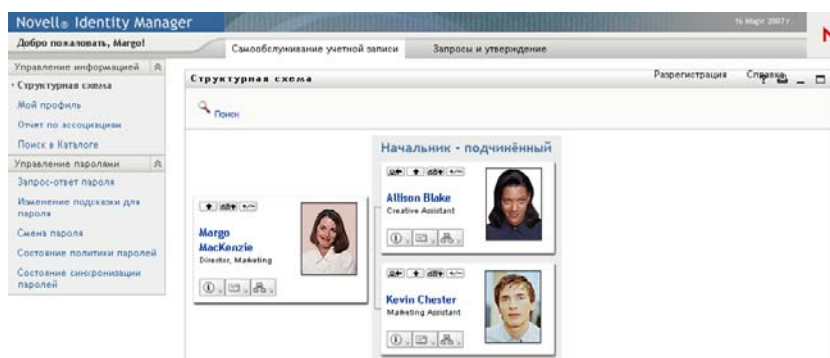 Novell® Identity Manager
16 Март 2007 г.
Добро пожаловать, Margo!
Самообслуживание учетной записи
Запросы и утверждение
Управление информацией
Структурная схема
Мой профиль
Отчет по ассоциациям
Поиск в Каталоге
Управление паролями
Запрос-ответ пароля
Изменение подсказки для
пароля
Смена пароля
Состояние политики паролей
Состояние синхронизации
паролей
Структурная схема
Разрегистрация
Справка
Поиск
Начальник - подчинённый
Margo
MacKenzie
Director, Marketing
Allison Blake
Creative Assistant
Kevin Chester
Marketing Assistant